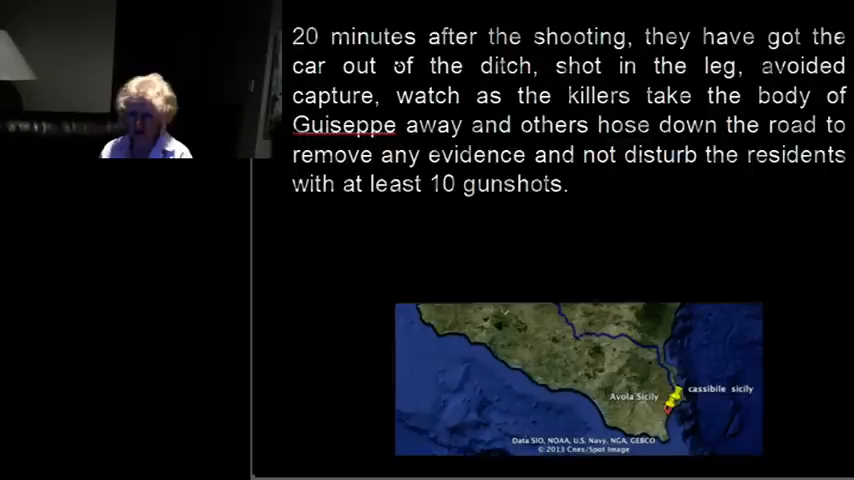 20 minutes after the shooting, they have got the
car out of the ditch, shot in the leg, avoided
capture, watch as the killers take the body of
Guiseppe away and others hose down the road to
remove any evidence and not disturb the residents
with at least 10 gunshots.
cassibile sicily
Avola Sicily
Data SIO, NOAA, U.S. Navy, NGA, GEBCO
© 2013 Cnes/Spot Image